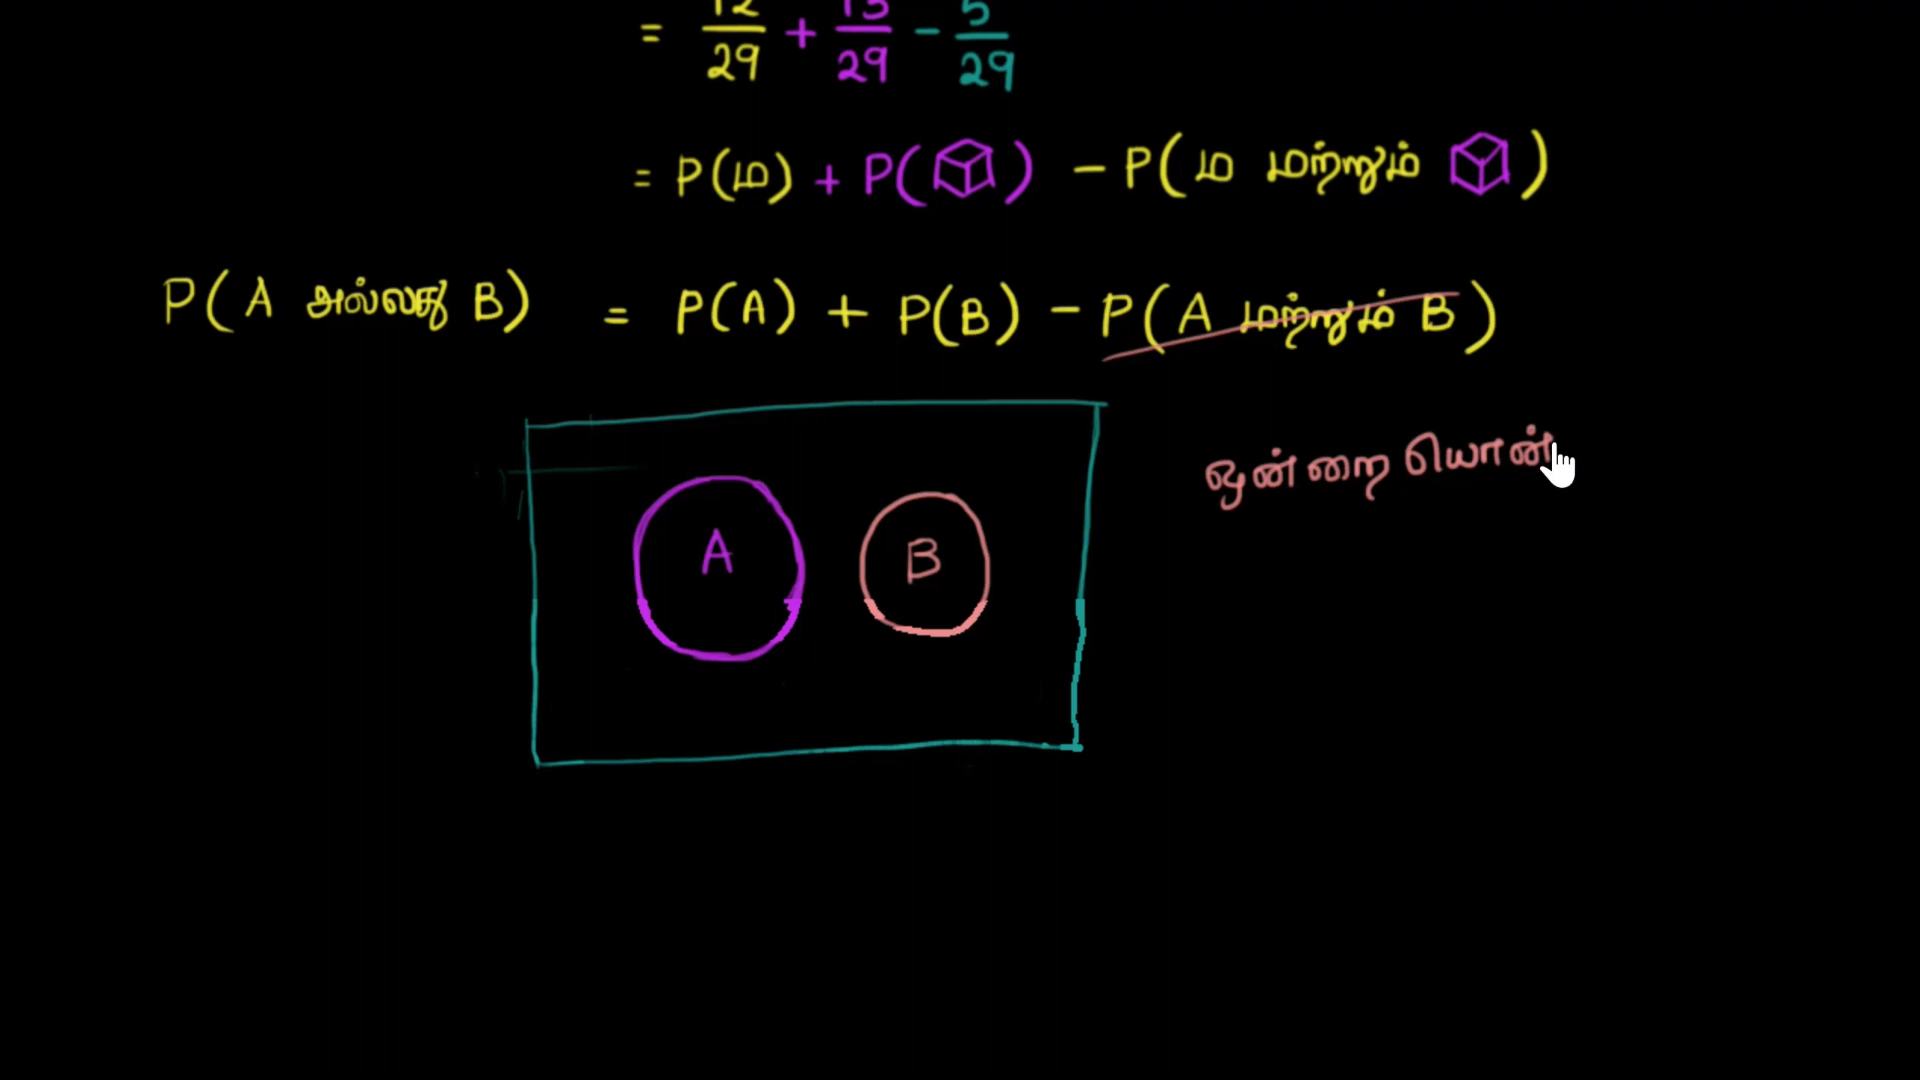 = 12/29 + 13/29 - 5/29
= P(ம) + P( ) - P(ம மற்றும் )
P(A அல்லது B) = P(A) + P(B) - P(A மற்றும் B)
ஒன்றையொன்
A B